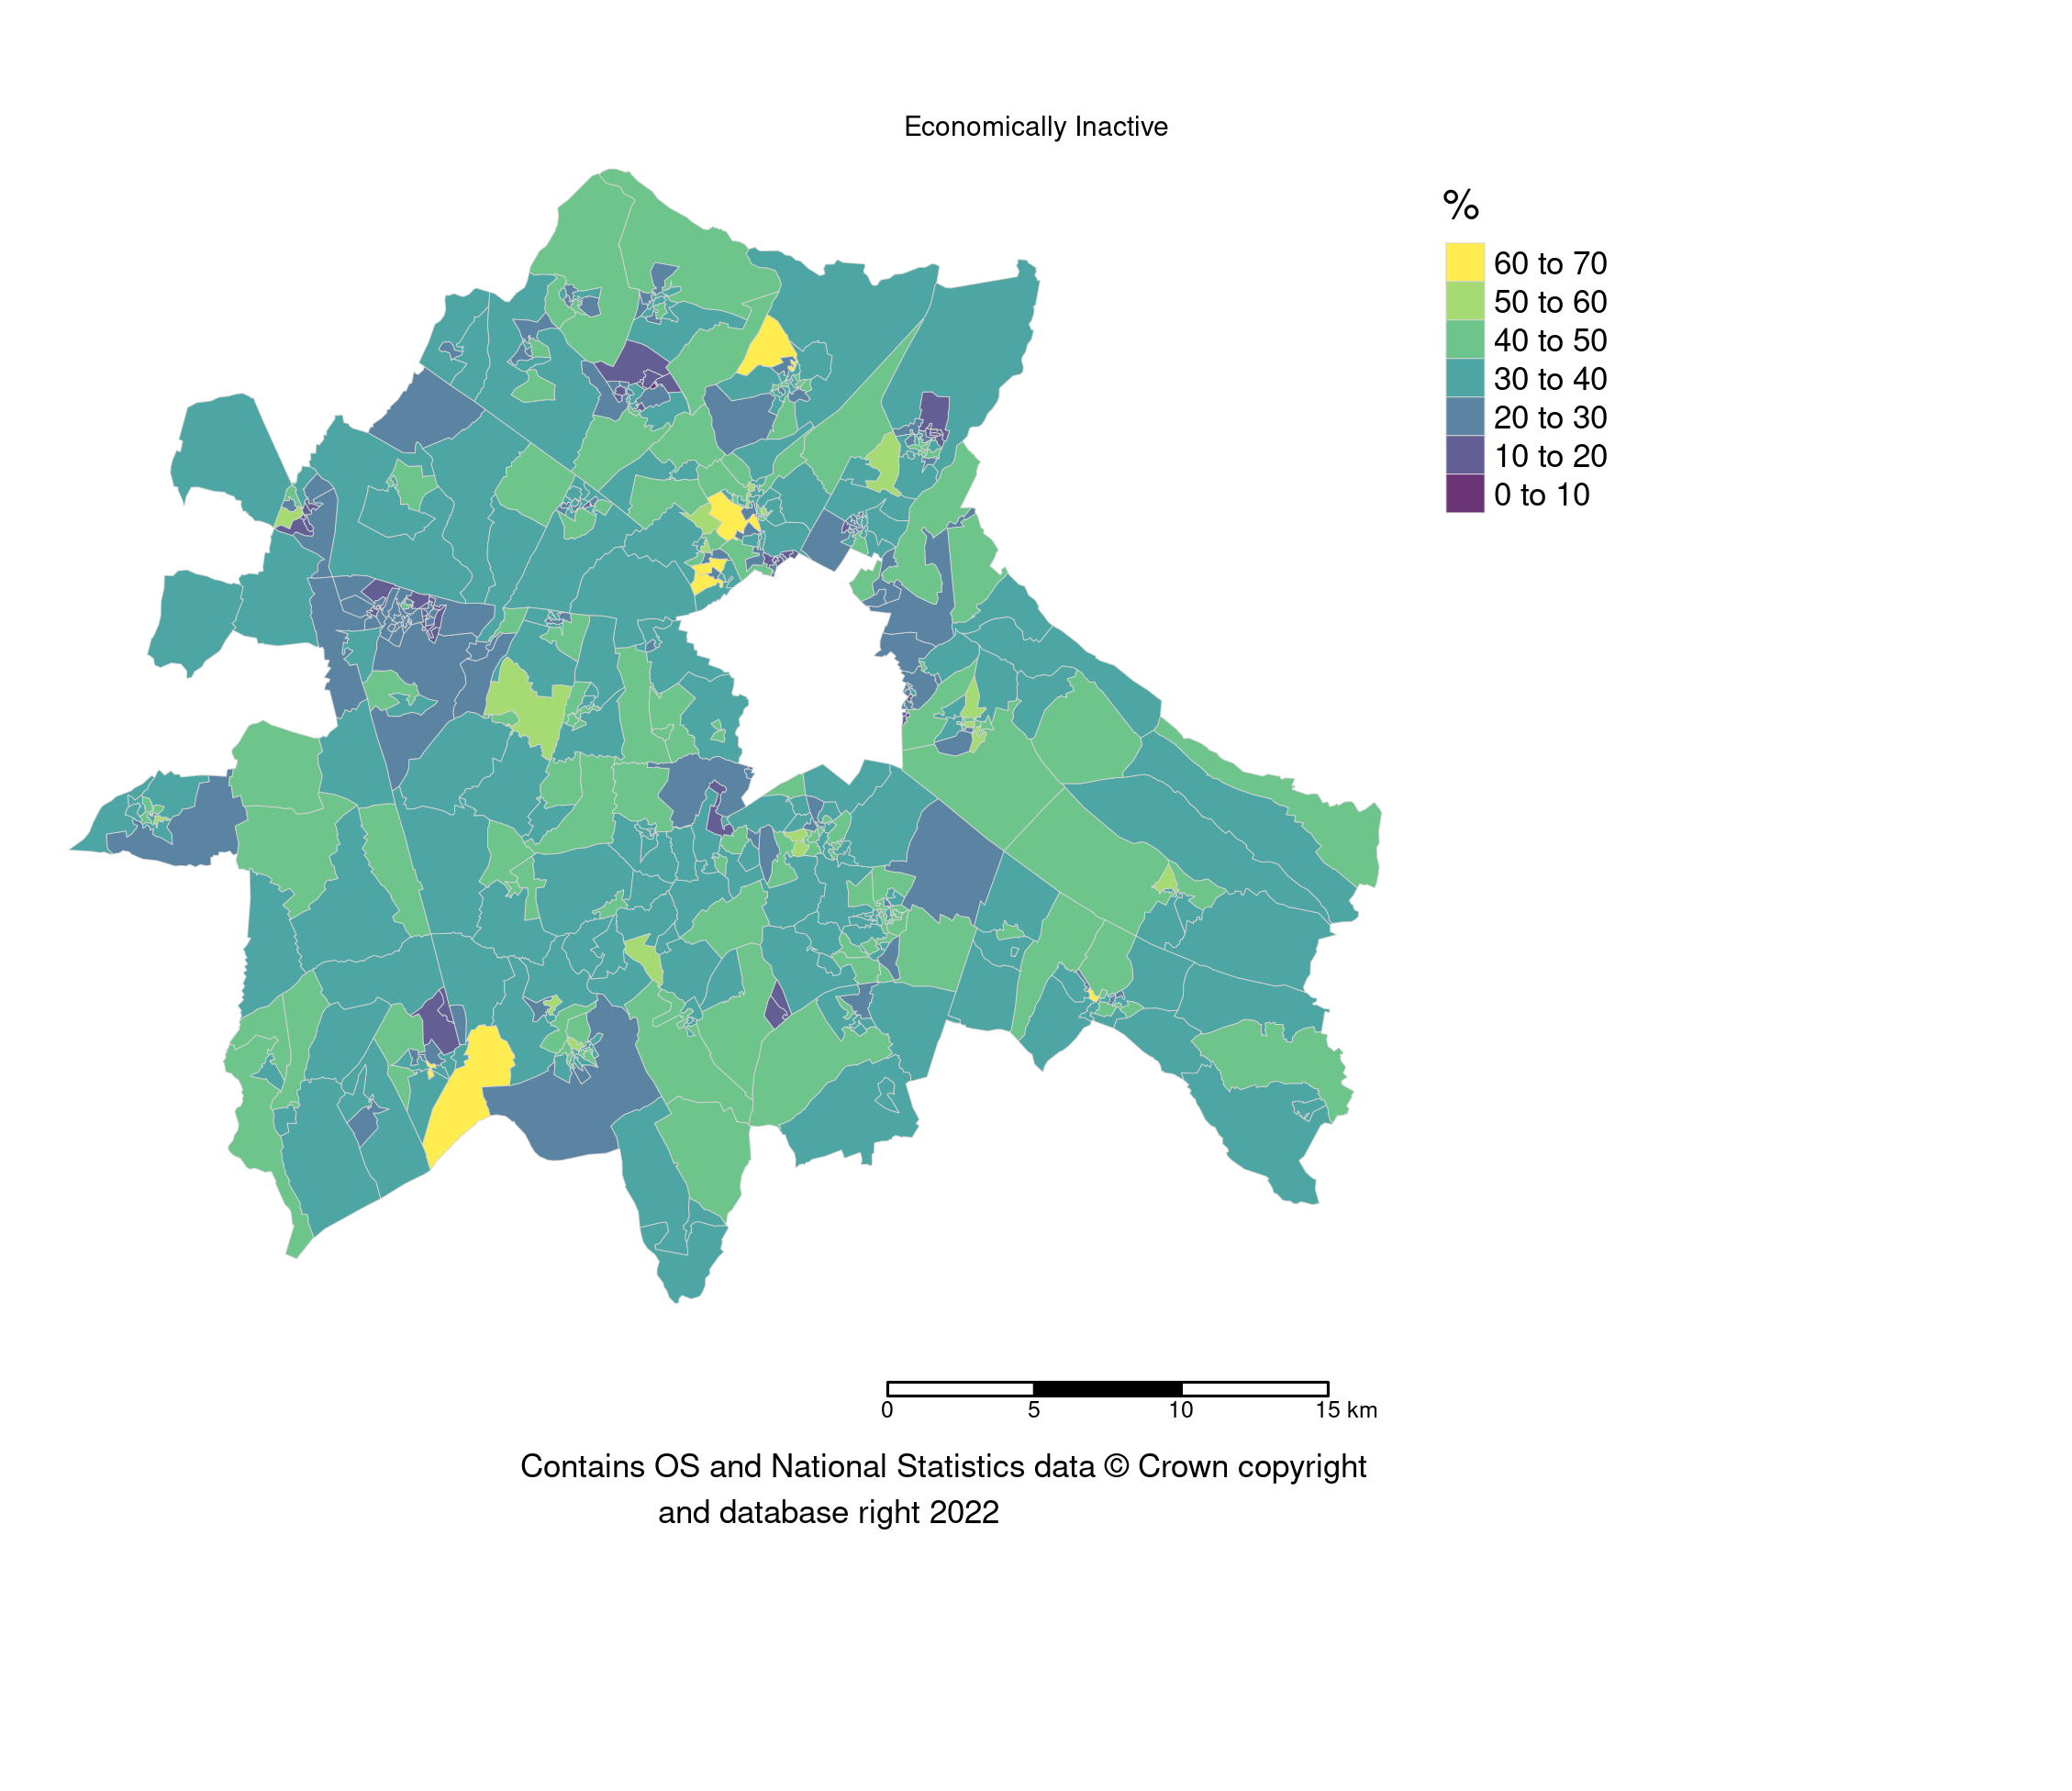 Economically Inactive
%
60 to 70
50 to 60
40 to 50
30 to 40
20 to 30
10 to 20
0 to 10
0 5 10 15 km
Contains OS and National Statistics data © Crown copyright
and database right 2022